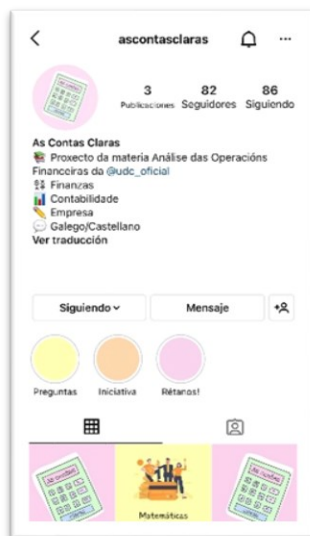 ascontasclaras
3 82 86
Publicaciones Seguidores Siguiendo
As Contas Claras
📚 Proxecto da materia Análise das Operacións
Financeiras da @udc_oficial
🔢 Finanzas
📊 Contabilidade
✏️ Empresa
💬 Galego/Castellano
Ver traducción
Siguiendo Mensaje
Preguntas Iniciativa Rétanos!
Matemáticas